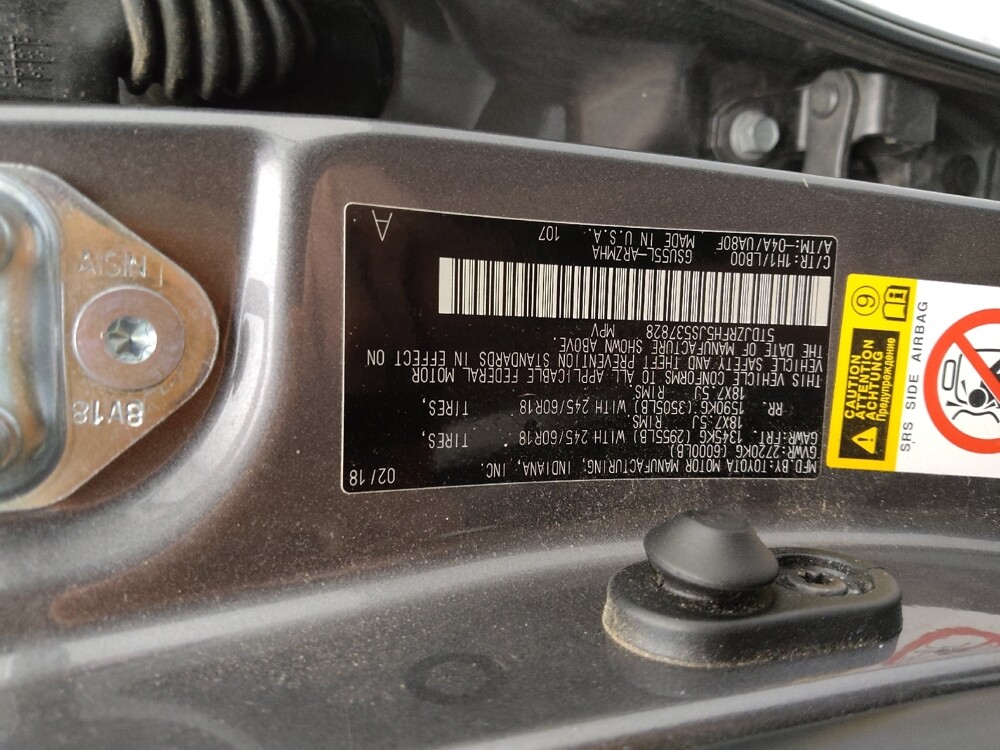 MFD.BY:TOYOTA MOTOR MANUFACTURING, INDIANA, INC. 02/18
GVWR:2720KG(6000LB)
GAWR:FRT. 1345KG (2955LB) WITH 245/60R18 TIRES,
18X7.5J RIMS
RR. 1590KG (3505LB) WITH 245/60R18 TIRES,
18X7.5J RIMS
THIS VEHICLE CONFORMS TO ALL APPLICABLE FEDERAL MOTOR
VEHICLE SAFETY AND THEFT PREVENTION STANDARDS IN EFFECT
ON THE DATE OF MANUFACTURE SHOWN ABOVE.
5TDJZRFH5JS537828 MPV
C/TR:1H1/LB00 GSU55L-ARZMHA
A/TM:-04A/UA80F MADE IN U.S.A. 107
A
AISIN
8V18
CAUTION
ATTENTION
ACHTUNG
Предупреждение
SRS SIDE AIRBAG